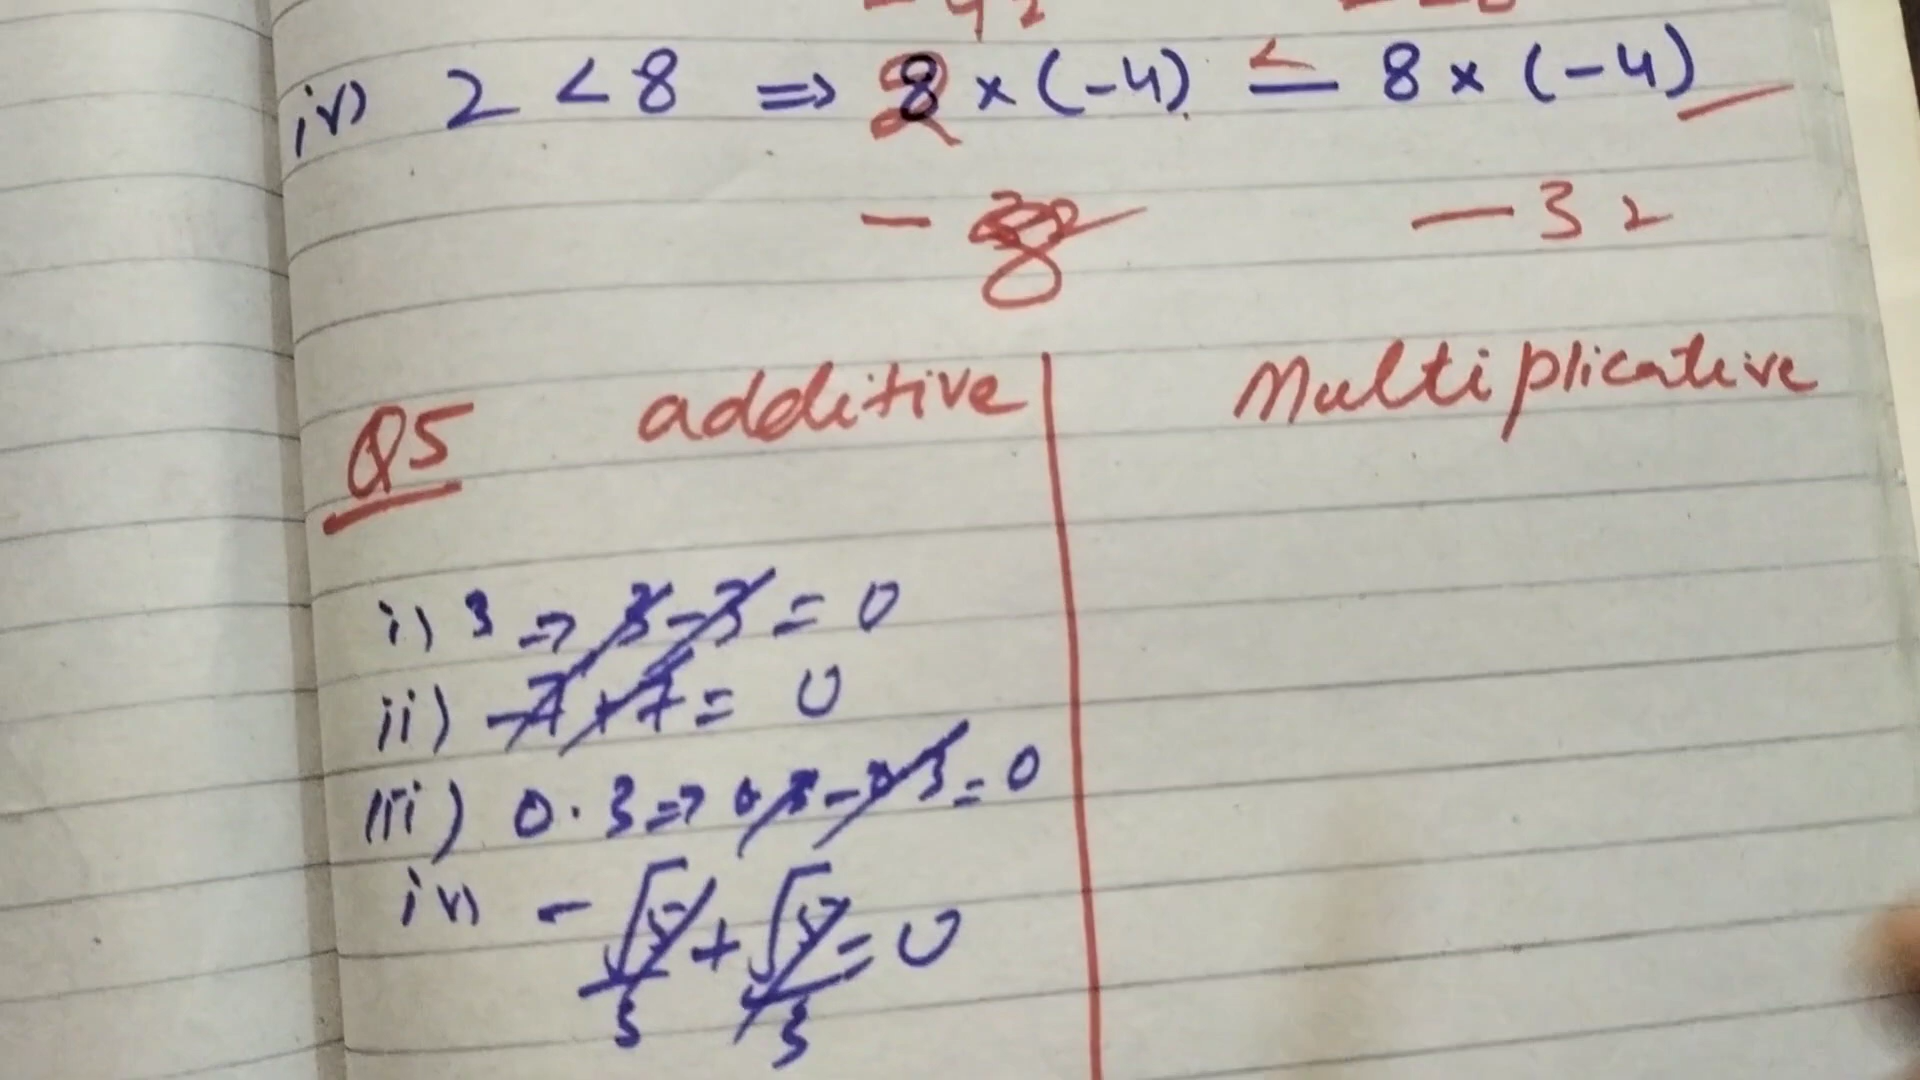 iv) 2 < 8 ⇒ 8 × (-4) < 8 × (-4)
- 8 - 32
Q5 additive Multiplicative
i) 3 ⇒ 3 - 3 = 0
ii) -7 + 7 = 0
iii) 0.3 ⇒ 0.3 - 0.3 = 0
iv) - √5/3 + √5/3 = 0